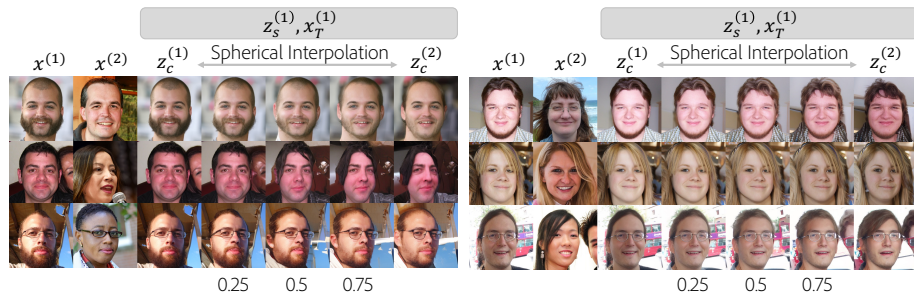 z_s^{(1)}, x_T^{(1)}
x^{(1)} x^{(2)} z_c^{(1)} Spherical Interpolation z_c^{(2)}
0.25 0.5 0.75
z_s^{(1)}, x_T^{(1)}
x^{(1)} x^{(2)} z_c^{(1)} Spherical Interpolation z_c^{(2)}
0.25 0.5 0.75